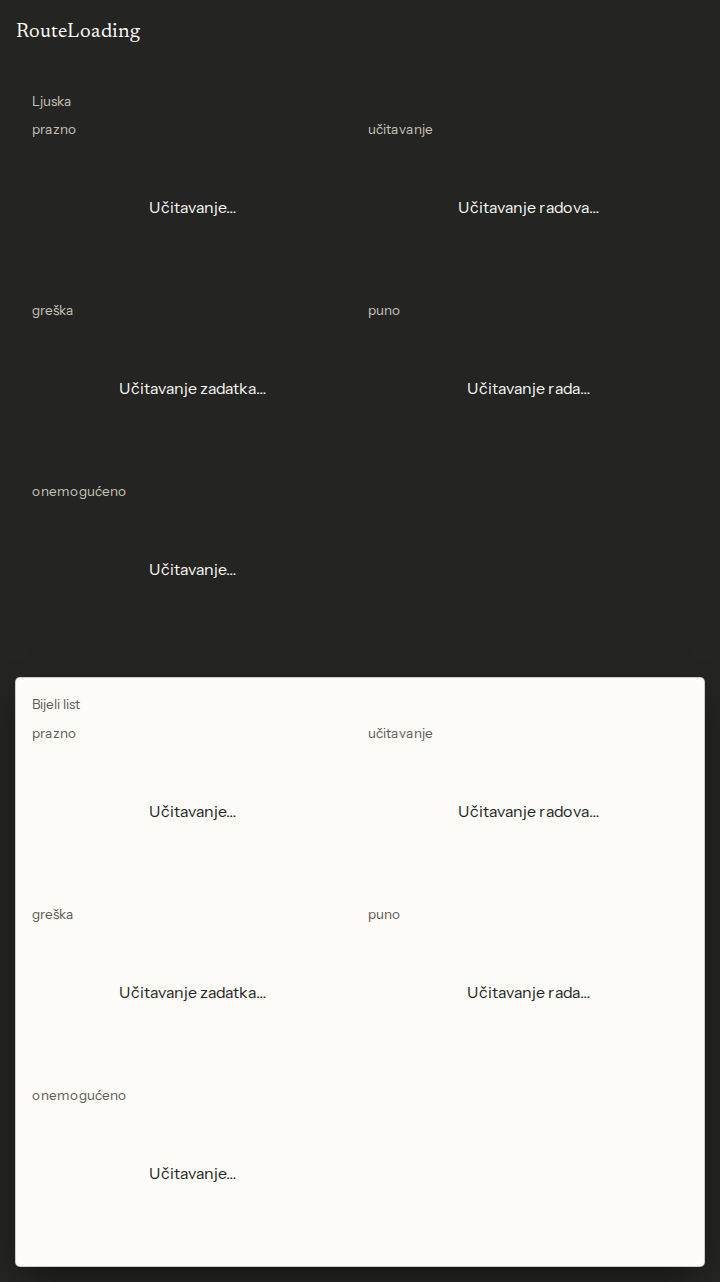 RouteLoading
Ljuska
prazno
učitavanje
Učitavanje...
Učitavanje radova...
greška
puno
Učitavanje zadatka...
Učitavanje rada...
onemogućeno
Učitavanje...
Bijeli list
prazno
učitavanje
Učitavanje...
Učitavanje radova...
greška
puno
Učitavanje zadatka...
Učitavanje rada...
onemogućeno
Učitavanje...